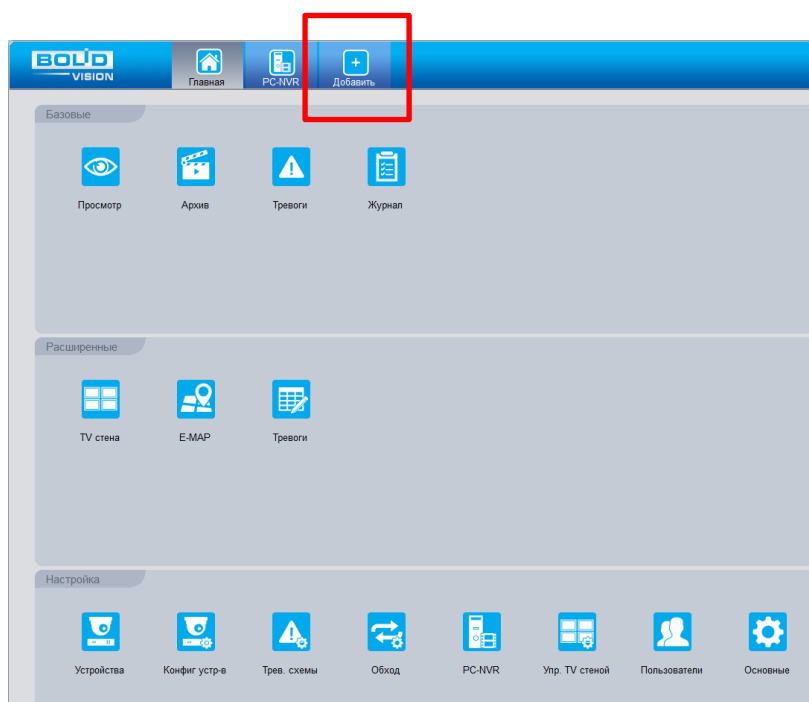 BOLID
VISION
Главная
PC-NVR
Добавить
Базовые
Просмотр
Архив
Тревоги
Журнал
Расширенные
TV стена
E-MAP
Тревоги
Настройка
Устройства
Конфиг устр-в
Трев. схемы
Обход
PC-NVR
Упр. TV стеной
Пользователи
Основные